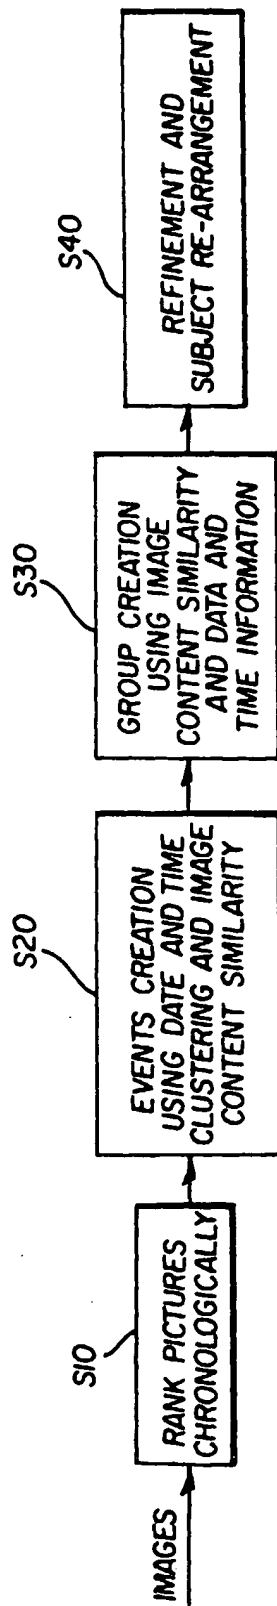 IMAGES
S10
RANK PICTURES
CHRONOLOGICALLY
S20
EVENTS CREATION
USING DATE AND TIME
CLUSTERING AND IMAGE
CONTENT SIMILARITY
S30
GROUP CREATION
USING IMAGE
CONTENT SIMILARITY
AND DATA AND
TIME INFORMATION
S40
REFINEMENT AND
SUBJECT RE-ARRANGEMENT